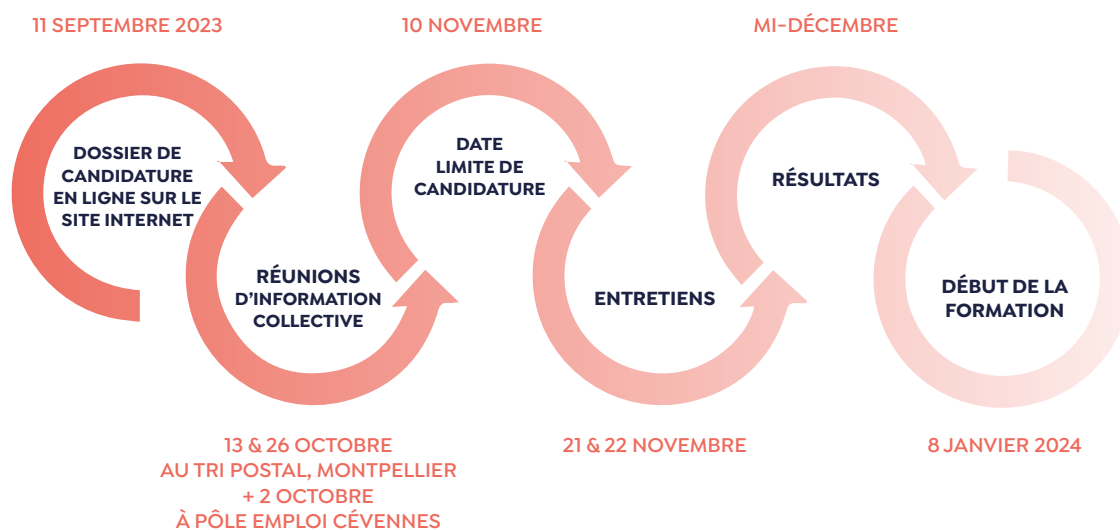 11 SEPTEMBRE 2023
DOSSIER DE
CANDIDATURE
EN LIGNE SUR LE
SITE INTERNET
RÉUNIONS
D'INFORMATION
COLLECTIVE
13 & 26 OCTOBRE
AU TRI POSTAL, MONTPELLIER
+ 2 OCTOBRE
À PÔLE EMPLOI CÉVENNES
10 NOVEMBRE
DATE
LIMITE DE
CANDIDATURE
ENTRETIENS
21 & 22 NOVEMBRE
MI-DÉCEMBRE
RÉSULTATS
DÉBUT DE LA
FORMATION
8 JANVIER 2024